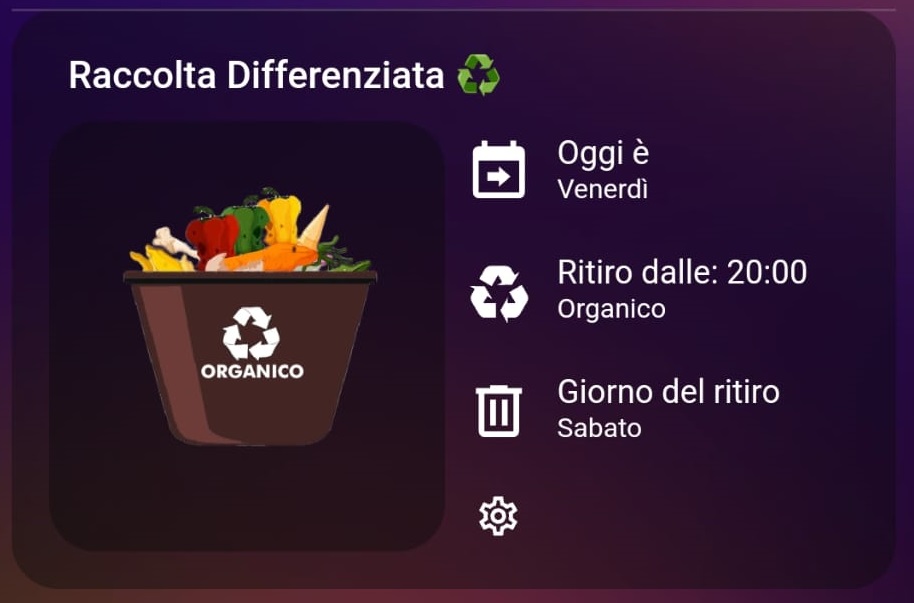 Raccolta Differenziata ♻️
Oggi è
Venerdì
Ritiro dalle: 20:00
Organico
Giorno del ritiro
Sabato
ORGANICO